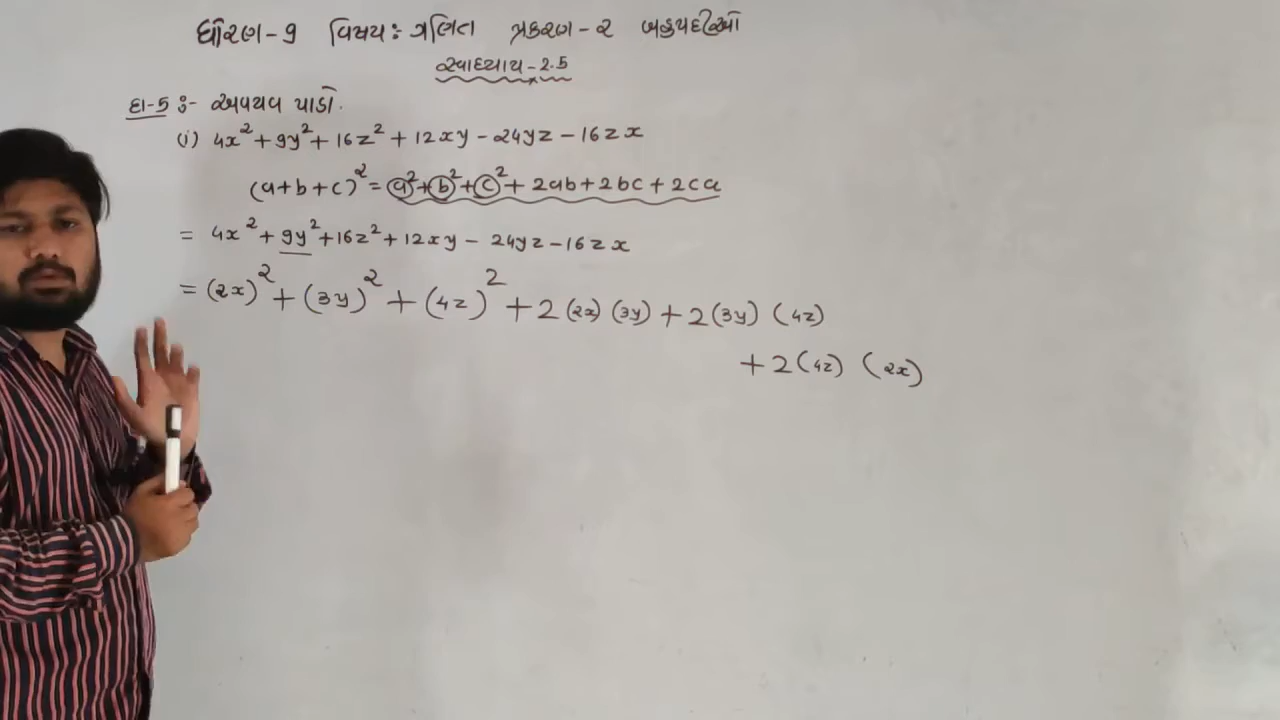 ધોરણ-9 વિષય: ગણિત પ્રકરણ-૨ બહુપદીઓ
સ્વાધ્યાય-2.5
દા-5 :- અવયવ પાડો.
(i) 4x² + 9y² + 16z² + 12xy - 24yz - 16zx
(a+b+c)² = a² + b² + c² + 2ab + 2bc + 2ca
= 4x² + 9y² + 16z² + 12xy - 24yz - 16zx
= (2x)² + (3y)² + (4z)² + 2(2x)(3y) + 2(3y)(4z)
+ 2(4z)(2x)